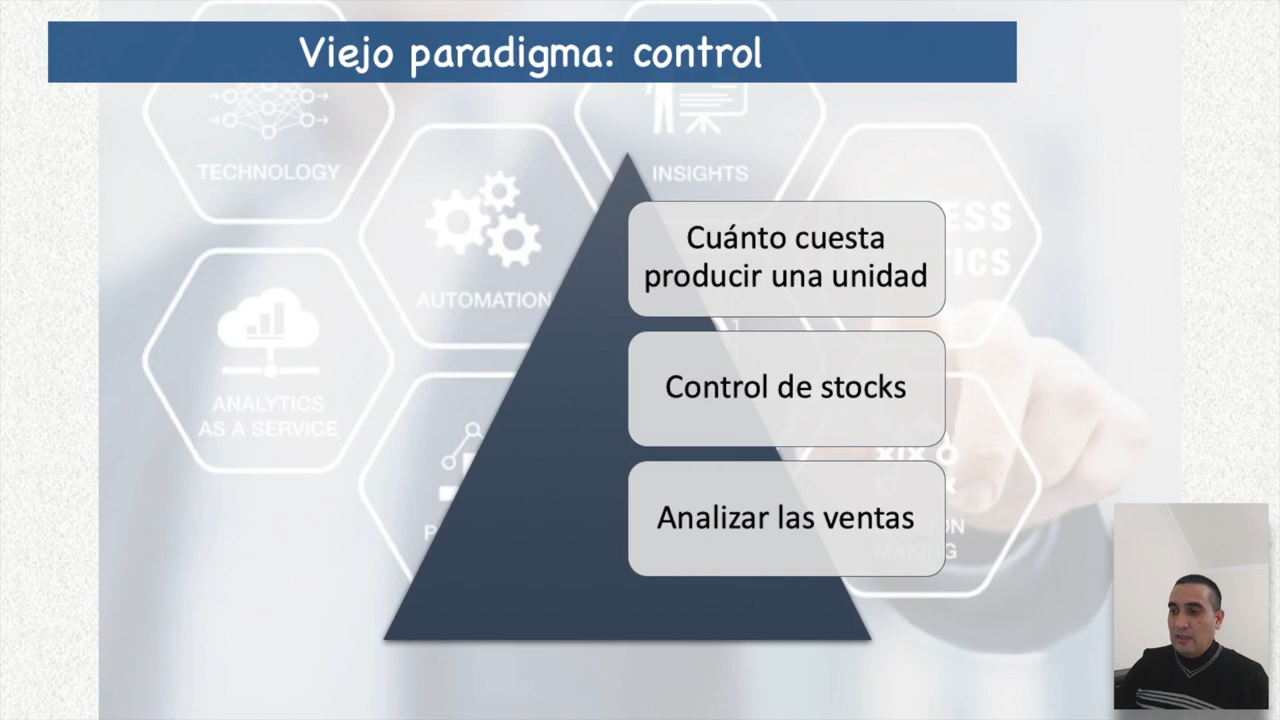 Viejo paradigma: control
TECHNOLOGY
INSIGHTS
AUTOMATION
ANALYTICS
AS A SERVICE
Cuánto cuesta
producir una unidad
Control de stocks
Analizar las ventas